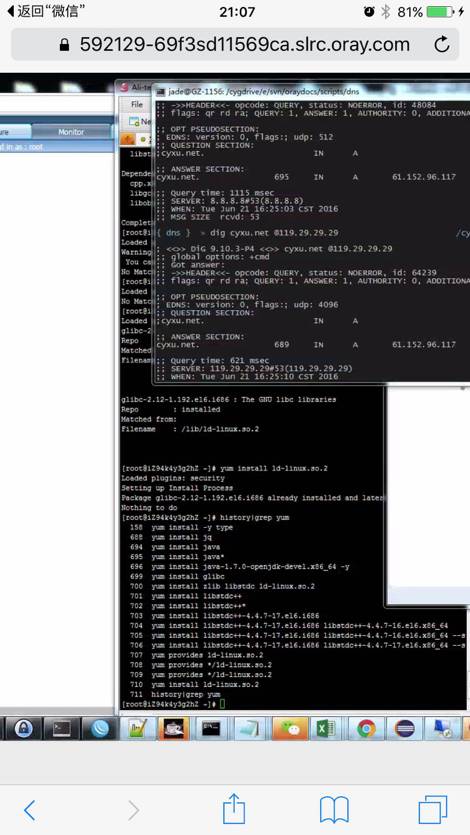 返回“微信”
21:07
81%
592129-69f3sd11569ca.slrc.oray.com
Ali-te
jade@GZ-1156: /cygdrive/e/svn/oraydocs/scripts/dns
ure
Monitor
d in as : root
File
Ne
;; ->>HEADER<<- opcode: QUERY, status: NOERROR, id: 48084
;; flags: qr rd ra; QUERY: 1, ANSWER: 1, AUTHORITY: 0, ADDITIONA
;; OPT PSEUDOSECTION:
; EDNS: version: 0, flags:; udp: 512
;; QUESTION SECTION:
;cyxu.net. IN A
;; ANSWER SECTION:
cyxu.net. 695 IN A 61.152.96.117
;; Query time: 1115 msec
;; SERVER: 8.8.8.8#53(8.8.8.8)
;; WHEN: Tue Jun 21 16:25:03 CST 2016
;; MSG SIZE rcvd: 53
{ dns } » dig cyxu.net @119.29.29.29 /cy
; <<>> DiG 9.10.3-P4 <<>> cyxu.net @119.29.29.29
;; global options: +cmd
;; Got answer:
;; ->>HEADER<<- opcode: QUERY, status: NOERROR, id: 64239
;; flags: qr rd ra; QUERY: 1, ANSWER: 1, AUTHORITY: 0, ADDITIONA
;; OPT PSEUDOSECTION:
; EDNS: version: 0, flags:; udp: 4096
;; QUESTION SECTION:
;cyxu.net. IN A
;; ANSWER SECTION:
cyxu.net. 689 IN A 61.152.96.117
;; Query time: 621 msec
;; SERVER: 119.29.29.29#53(119.29.29.29)
;; WHEN: Tue Jun 21 16:25:10 CST 2016
libst
Depende
cpp.x
libgo
Complet
[root@i
Loaded
Warning
You ca
No Matc
[root@i
Loaded
No Matc
[root@i
Loaded
glibc-2
Repo
Matched
Filenam
glibc-2.12-1.192.el6.i686 : The GNU libc libraries
Repo : installed
Matched from:
Filename : /lib/ld-linux.so.2
[root@iZ94k4y3g2hZ ~]# yum install ld-linux.so.2
Loaded plugins: security
Setting up Install Process
Package glibc-2.12-1.192.el6.i686 already installed and lates
Nothing to do
[root@iZ94k4y3g2hZ ~]# history|grep yum
158 yum install -y type
688 yum install jq
694 yum install java
695 yum install java*
696 yum install java-1.7.0-openjdk-devel.x86_64 -y
699 yum install glibc
700 yum install zlib libstdc ld-linux.so.2
701 yum install libstdc++
702 yum install libstdc++*
703 yum install libstdc++-4.4.7-17.el6.i686
704 yum install libstdc++-4.4.7-17.el6.i686 libstdc++-4.4.7-16.el6.x86_64
705 yum install libstdc++-4.4.7-17.el6.i686 libstdc++-4.4.7-16.el6.x86_64 --s
706 yum install libstdc++-4.4.7-17.el6.i686 libstdc++-4.4.7-17.el6.x86_64 --s
707 yum provides ld-linux.so.2
708 yum provides */ld-linux.so.2
709 yum provides */ld-linux.so.2
710 yum install ld-linux.so.2
711 history|grep yum
[root@iZ94k4y3g2hZ ~]#